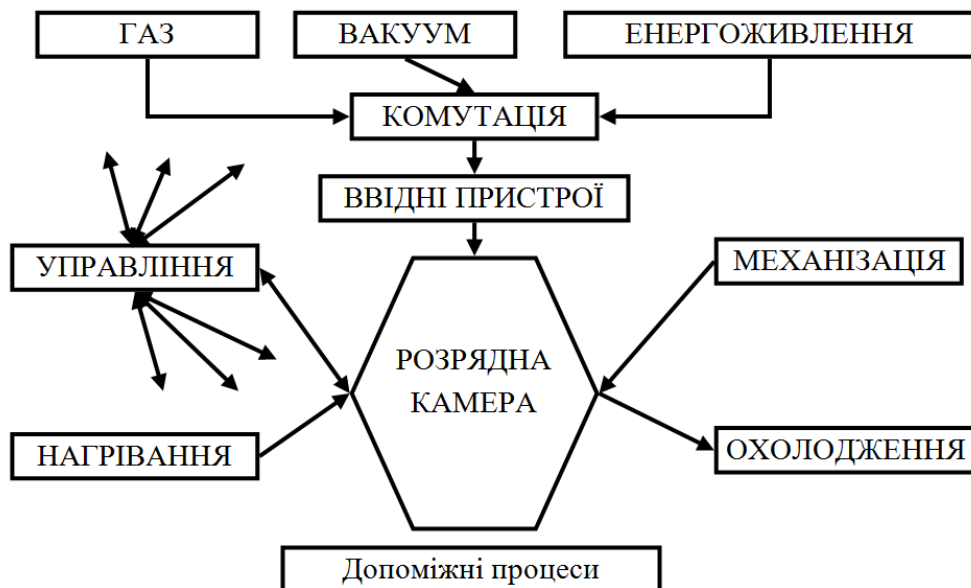 ГАЗ
ВАКУУМ
ЕНЕРГОЖИВЛЕННЯ
КОМУТАЦІЯ
ВВІДНІ ПРИСТРОЇ
УПРАВЛІННЯ
МЕХАНІЗАЦІЯ
РОЗРЯДНА
КАМЕРА
НАГРІВАННЯ
ОХОЛОДЖЕННЯ
Допоміжні процеси